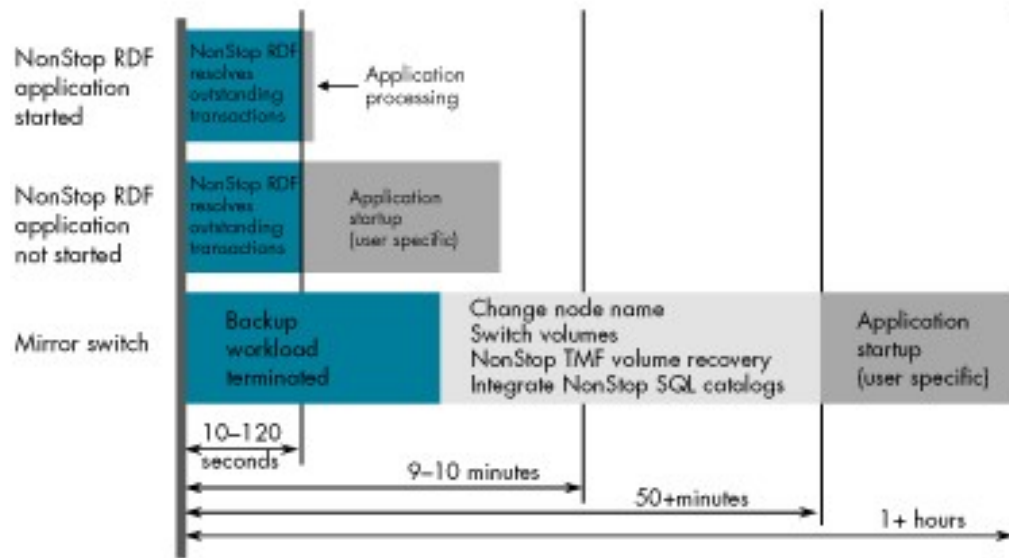 NonStop RDF
application
started
NonStop RDF
resolves
outstanding
transactions
Application
processing
NonStop RDF
application
not started
NonStop RDF
resolves
outstanding
transactions
Application
startup
(user specific)
Mirror switch
Backup
workload
terminated
Change node name
Switch volumes
NonStop TMF volume recovery
Integrate NonStop SQL catalogs
Application
startup
(user specific)
10–120
seconds
9–10 minutes
50+minutes
1+ hours